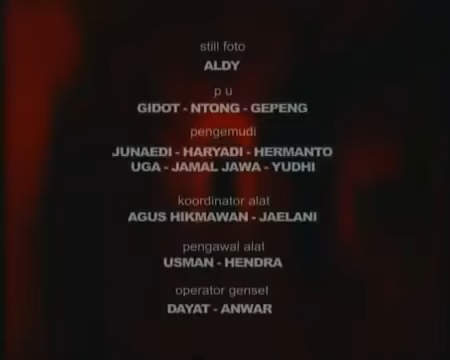 still foto
ALDY
p u
GIDOT - NTONG - GEPENG
pengemudi
JUNAEDI - HARYADI - HERMANTO
UGA - JAMAL JAWA - YUDHI
koordinator alat
AGUS HIKMAWAN - JAELANI
pengawal alat
USMAN - HENDRA
operator genset
DAYAT - ANWAR